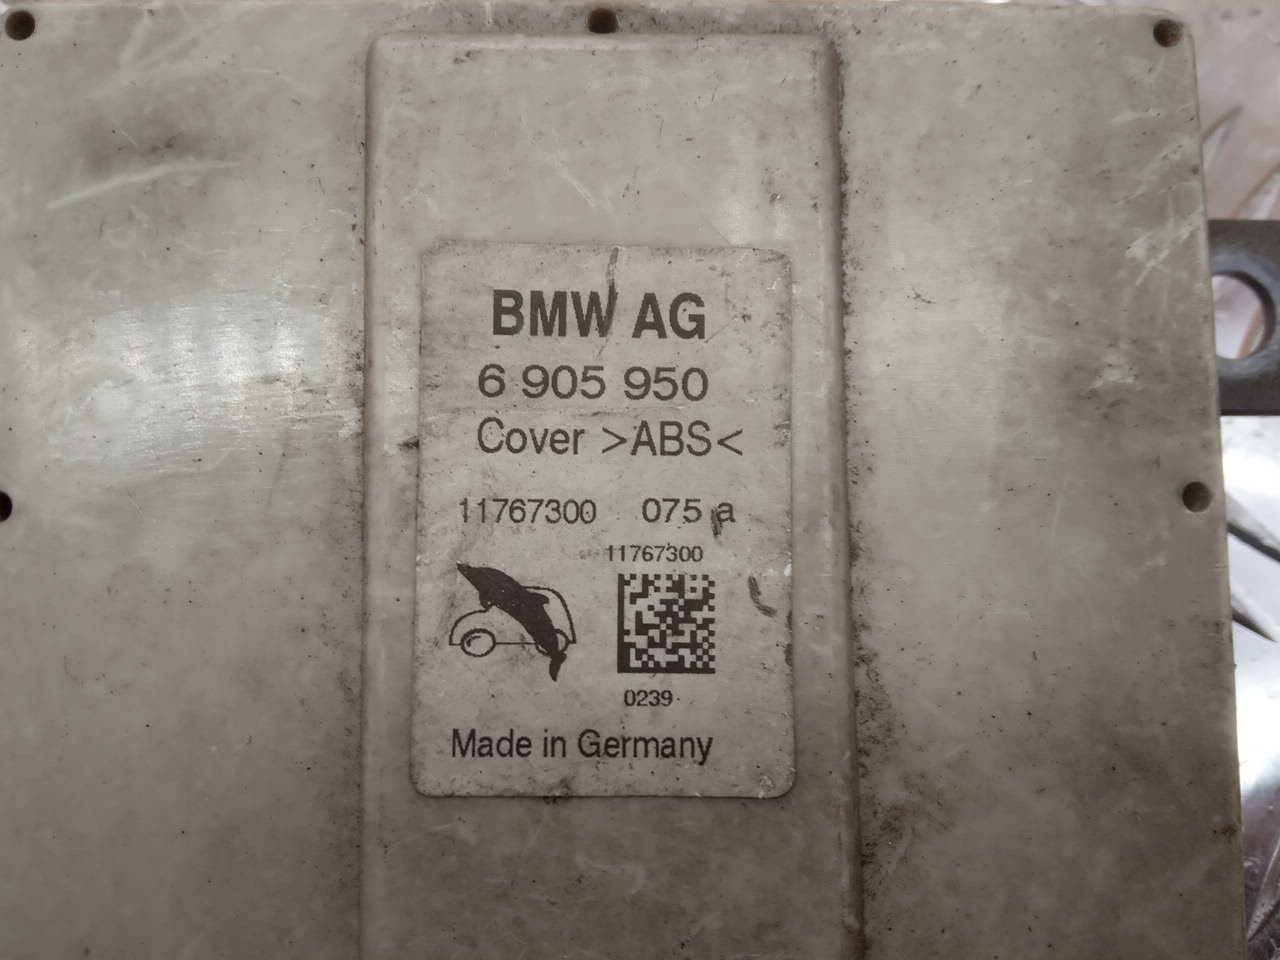 BMW AG
6 905 950
Cover >ABS<
11767300 075 a
11767300
0239
Made in Germany